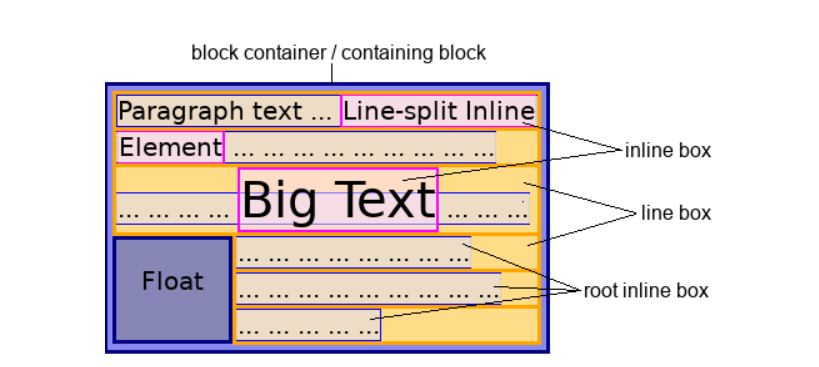 block container / containing block
Paragraph text ... Line-split Inline
Element ... ... ... ... ... ... ... ... ...
inline box
... ... ... ... Big Text ... ... ...
line box
... ... ... ... ... ... ... ...
Float
... ... ... ... ... ... ... ... ...
root inline box
... ... ... ... ...